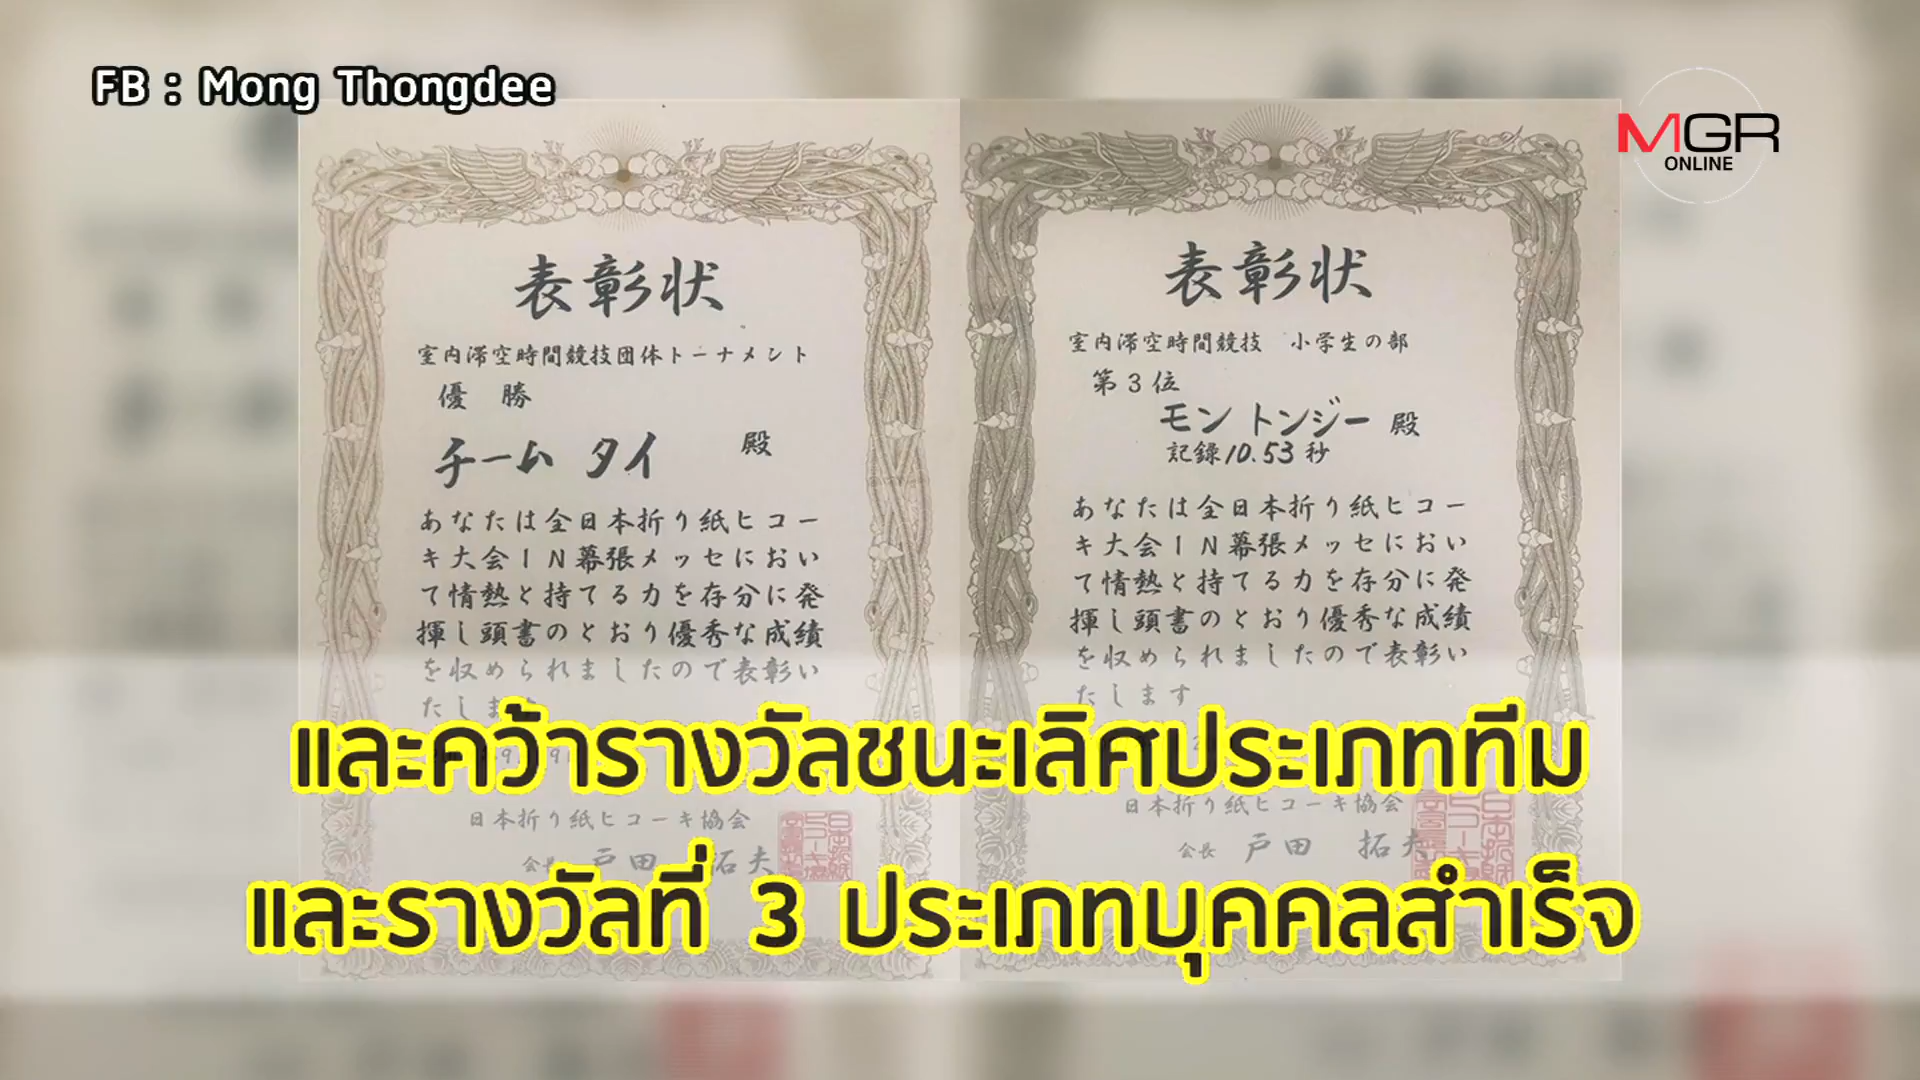 FB : Mong Thongdee
MGR
ONLINE
表彰状
室内滞空時間競技団体トーナメント
優 勝
チーム タイ 殿
あなたは全日本折り紙ヒコー
キ大会IN幕張メッセにおい
て情熱と持てる力を存分に発
揮し頭書のとおり優秀な成績
を収められましたので表彰い
たしま
日本折り紙ヒコーキ協会
会長 戸田 拓夫
表彰状
室内滞空時間競技 小学生の部
第3位
モン トンジー 殿
記録10.53秒
あなたは全日本折り紙ヒコー
キ大会IN幕張メッセにおい
て情熱と持てる力を存分に発
揮し頭書のとおり優秀な成績
を収められましたので表彰い
たします
日本折り紙ヒコーキ協会
会長 戸田 拓夫
และคว้ารางวัลชนะเลิศประเภททีม
และรางวัลที่ 3 ประเภทบุคคลสำเร็จ